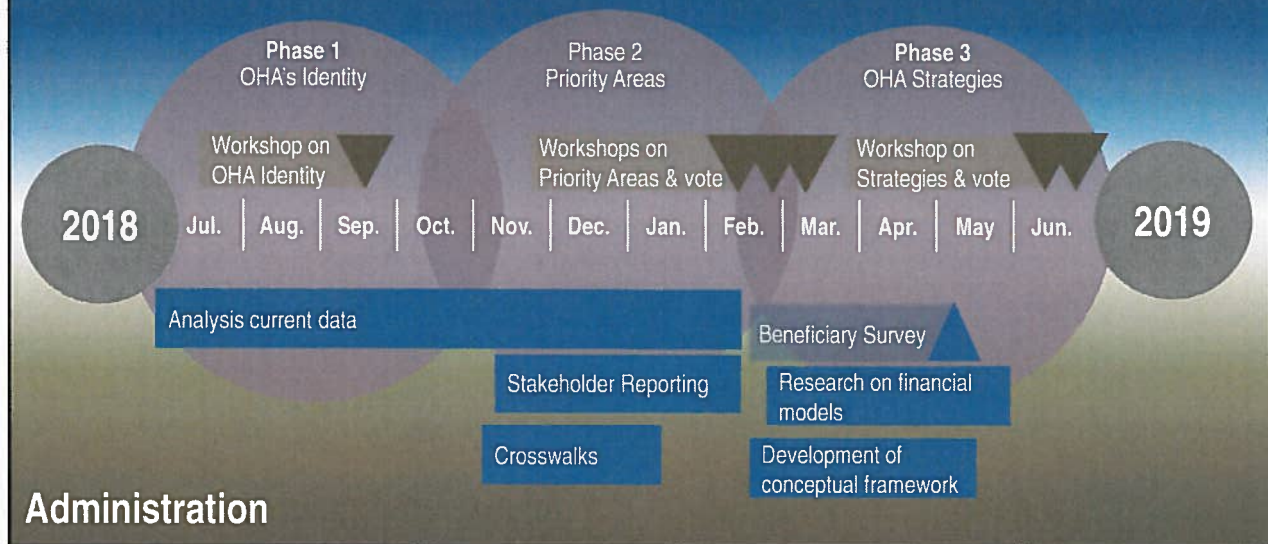 Phase 1
OHA's Identity
Phase 2
Priority Areas
Phase 3
OHA Strategies
Workshop on
OHA Identity
Workshops on
Priority Areas & vote
Workshop on
Strategies & vote
2018
Jul.
Aug.
Sep.
Oct.
Nov.
Dec.
Jan.
Feb.
Mar.
Apr.
May
Jun.
2019
Analysis current data
Beneficiary Survey
Stakeholder Reporting
Research on financial
models
Crosswalks
Development of
conceptual framework
Administration